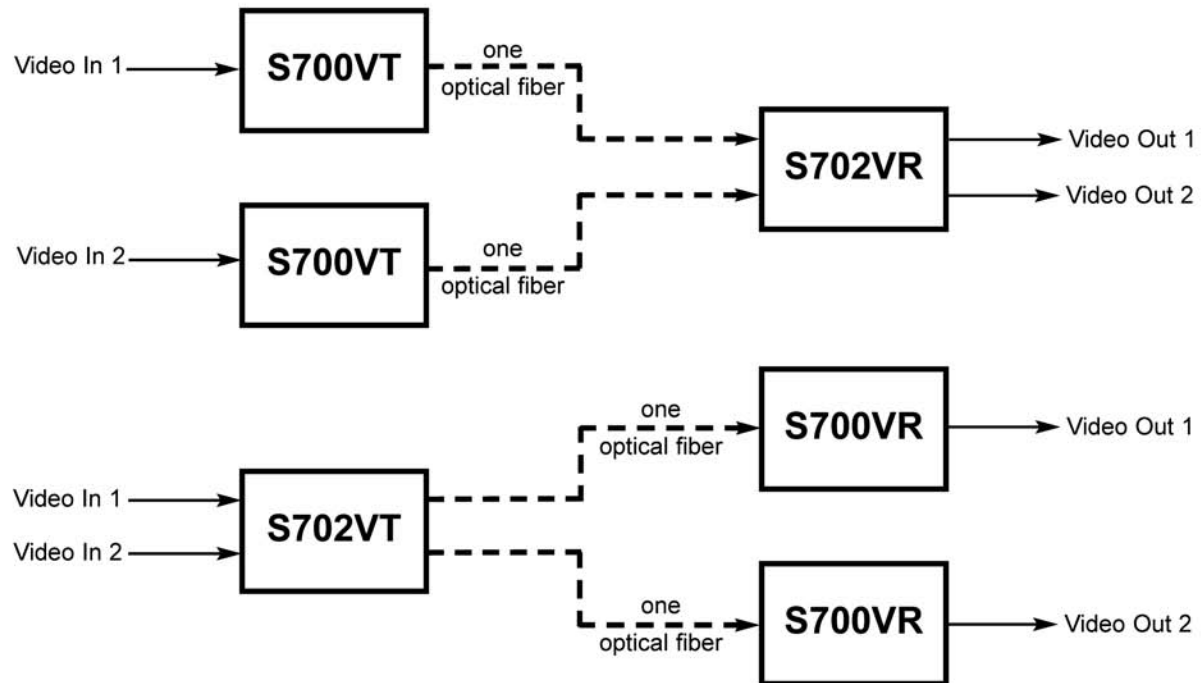 Video In 1
S700VT
one
optical fiber
S702VR
Video Out 1
Video Out 2
Video In 2
S700VT
one
optical fiber
Video In 1
Video In 2
S702VT
one
optical fiber
S700VR
Video Out 1
one
optical fiber
S700VR
Video Out 2